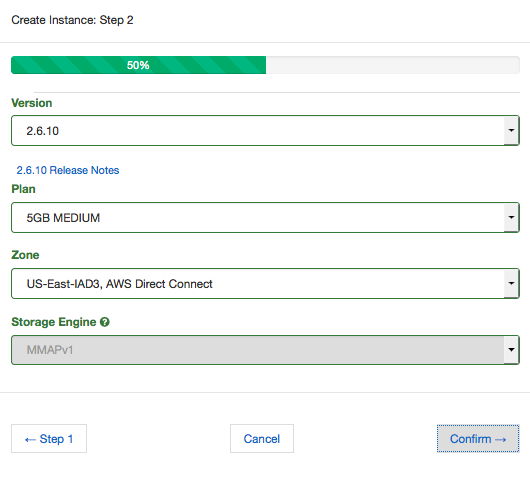 Create Instance: Step 2
50%
Version
2.6.10
2.6.10 Release Notes
Plan
5GB MEDIUM
Zone
US-East-IAD3, AWS Direct Connect
Storage Engine ?
MMAPv1
← Step 1
Cancel
Confirm →